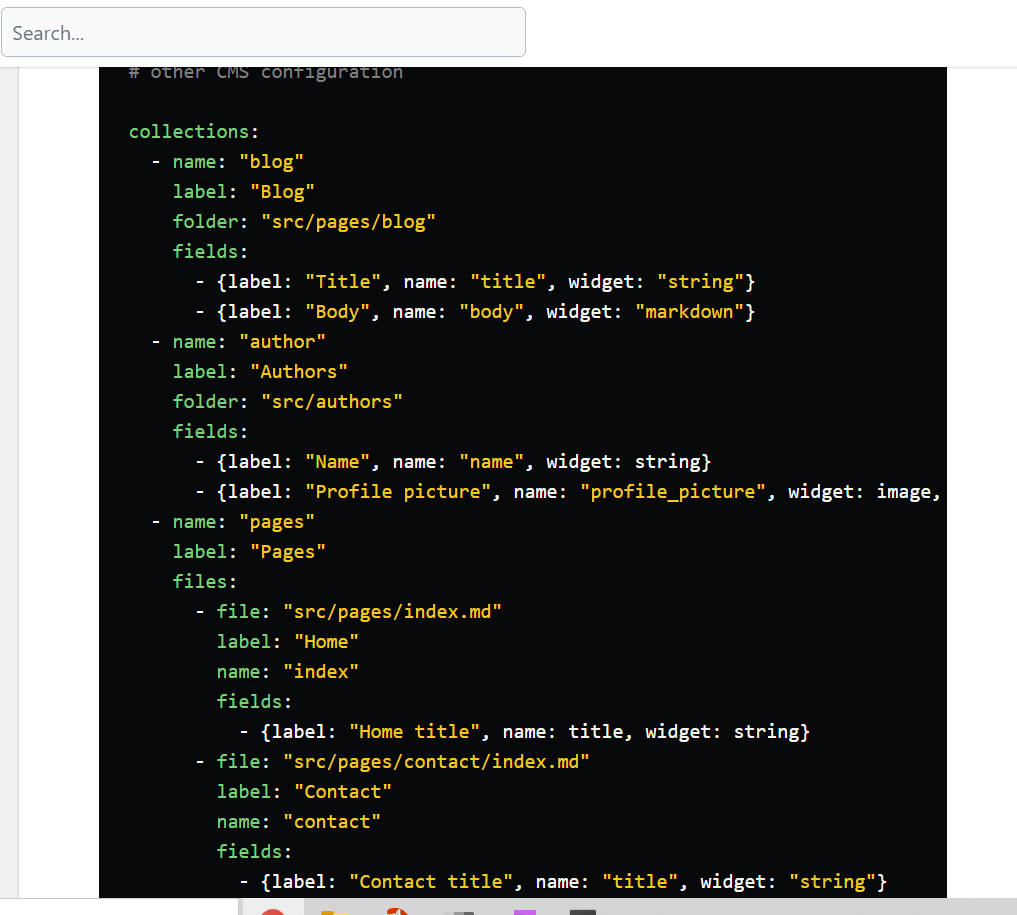 Search...
# other CMS configuration
collections:
  - name: "blog"
    label: "Blog"
    folder: "src/pages/blog"
    fields:
      - {label: "Title", name: "title", widget: "string"}
      - {label: "Body", name: "body", widget: "markdown"}
  - name: "author"
    label: "Authors"
    folder: "src/authors"
    fields:
      - {label: "Name", name: "name", widget: string}
      - {label: "Profile picture", name: "profile_picture", widget: image,
  - name: "pages"
    label: "Pages"
    files:
      - file: "src/pages/index.md"
        label: "Home"
        name: "index"
        fields:
          - {label: "Home title", name: title, widget: string}
      - file: "src/pages/contact/index.md"
        label: "Contact"
        name: "contact"
        fields:
          - {label: "Contact title", name: "title", widget: "string"}